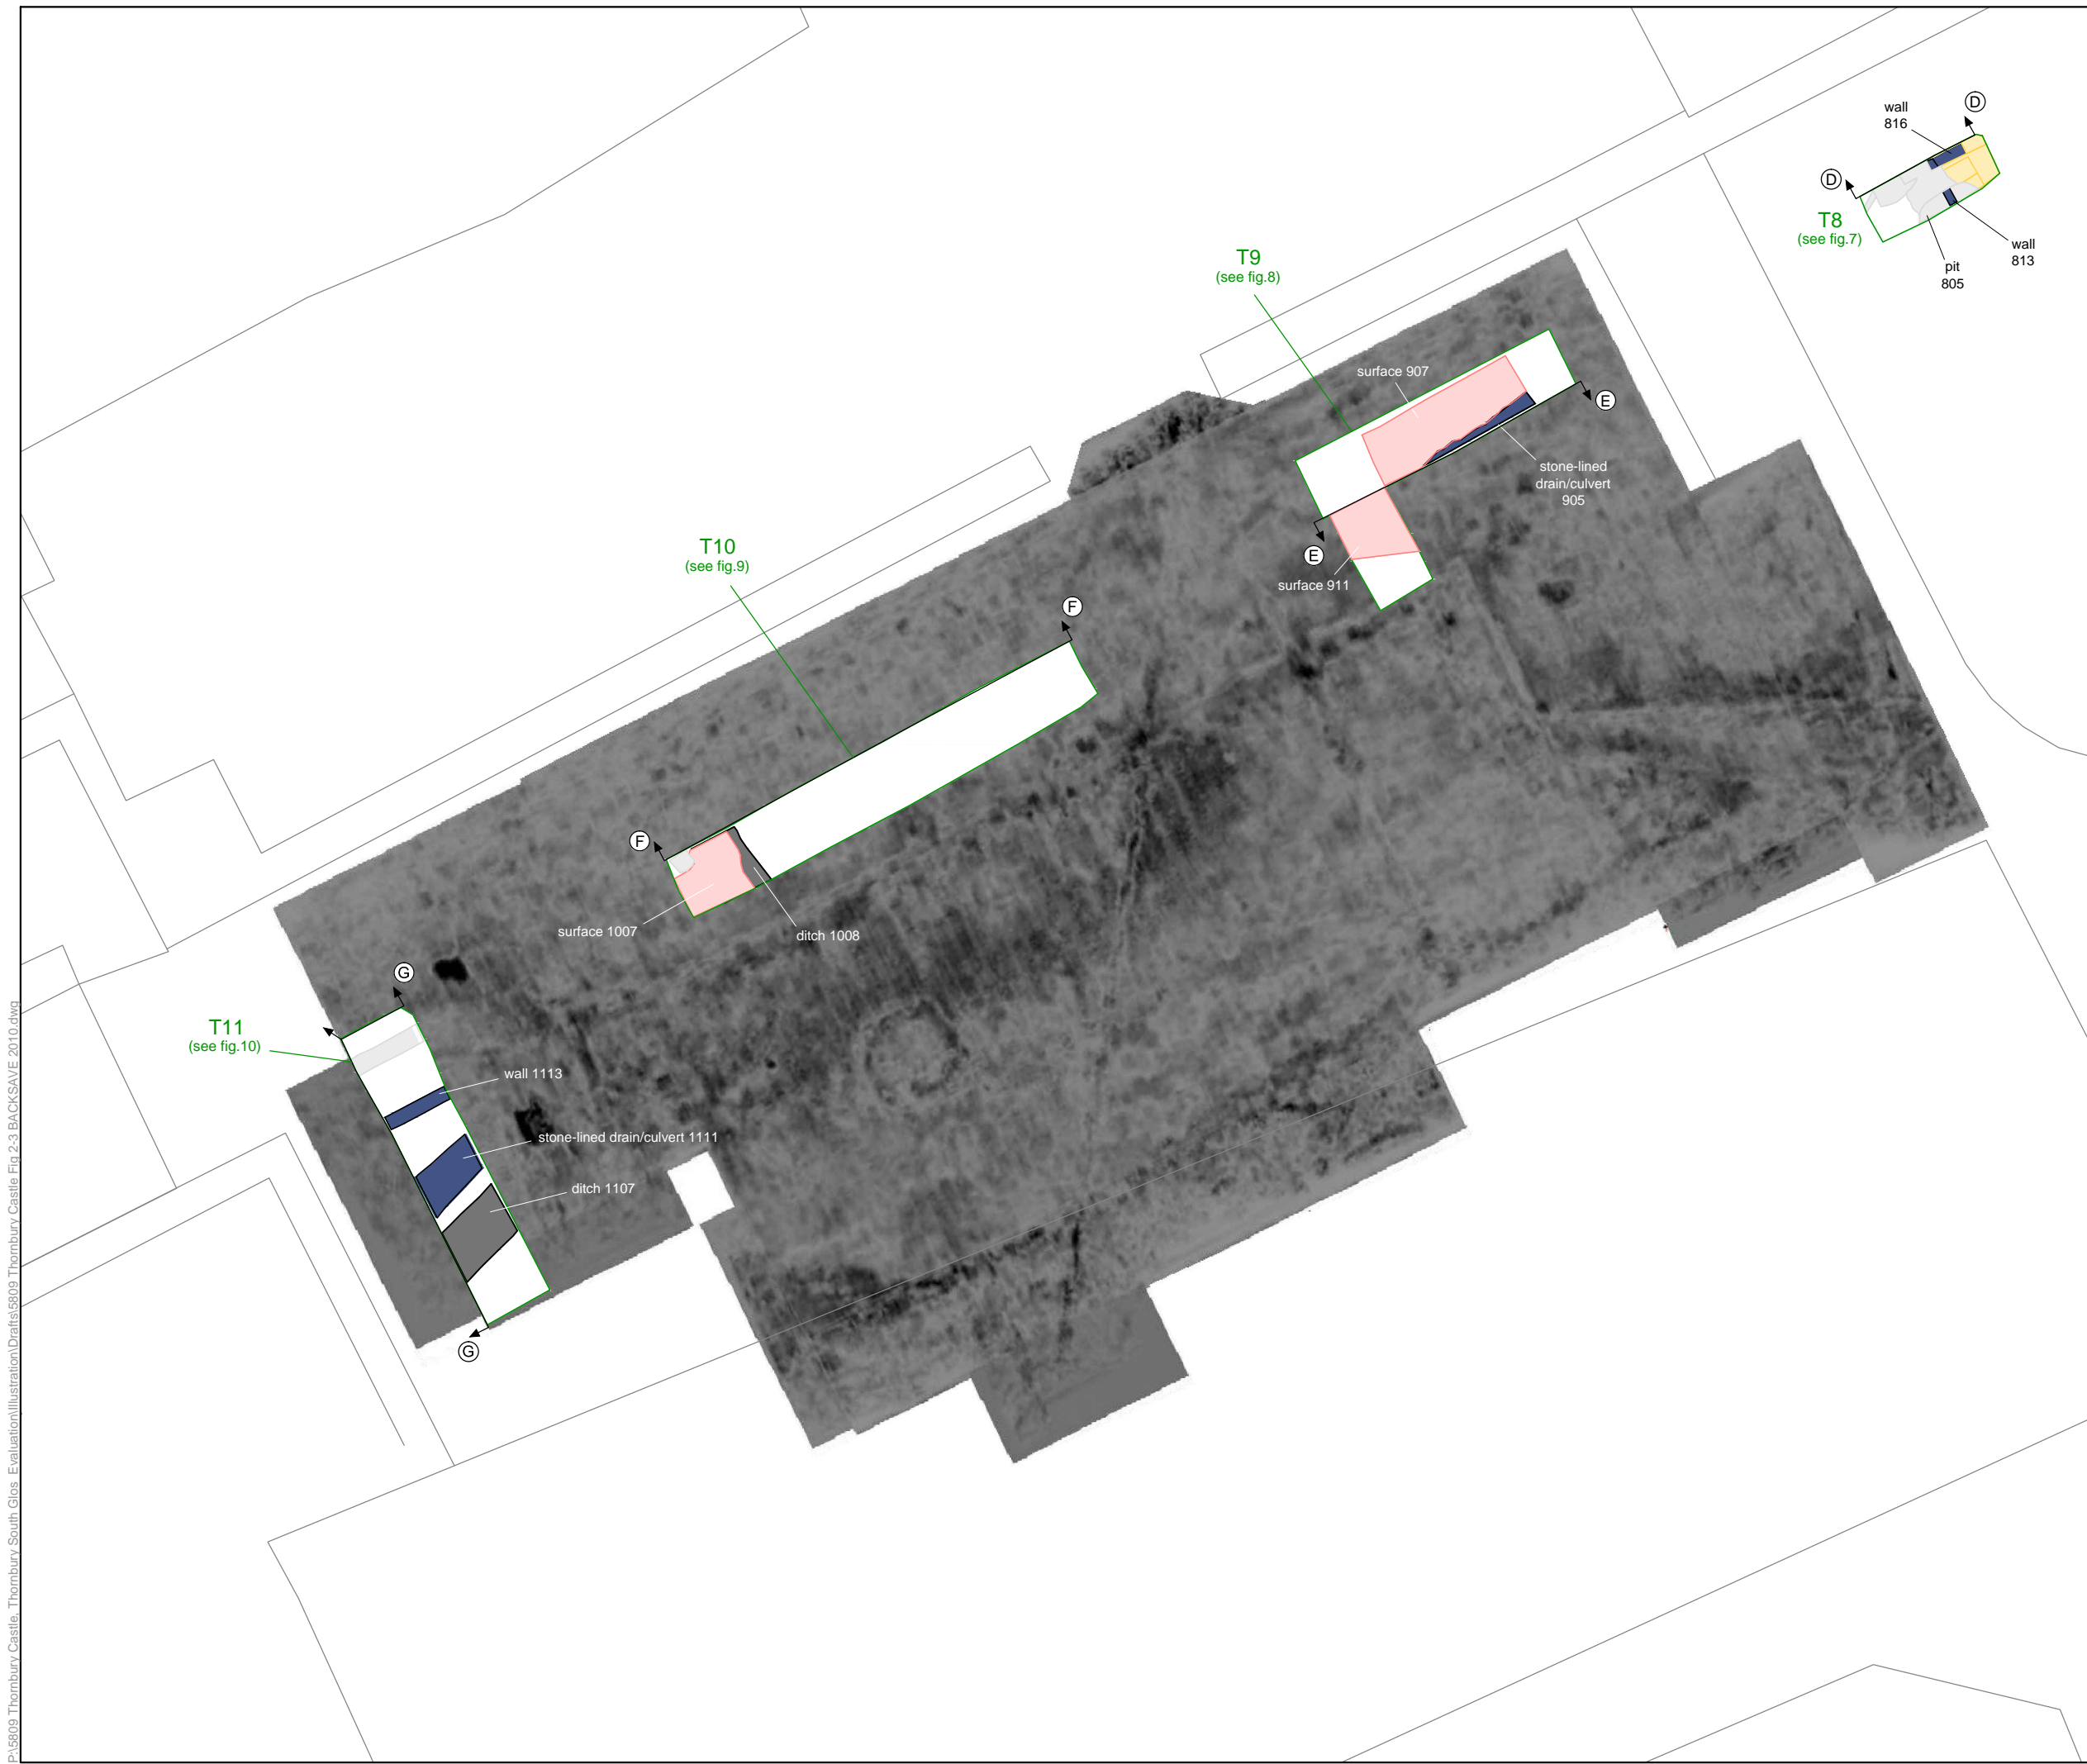 D
wall
816
D
T8
(see fig.7)
wall
813
pit
805
T9
(see fig.8)
surface 907
E
stone-lined
drain/culvert
905
E
surface 911
T10
(see fig.9)
F
F
surface 1007
ditch 1008
G
T11
(see fig.10)
wall 1113
stone-lined drain/culvert 1111
ditch 1107
G
P:\5809 Thornbury Castle, Thornbury South Glos Evaluation\Illustration\Drafts\5809 Thornbury Castle Fig 2-3 BACKSAVE 2010.dwg